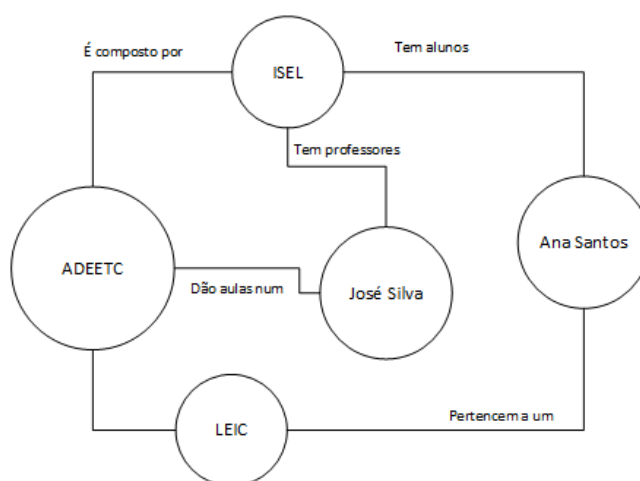 É composto por
ISEL
Tem alunos
Tem professores
ADEETC
Dão aulas num
José Silva
Ana Santos
LEIC
Pertencem a um